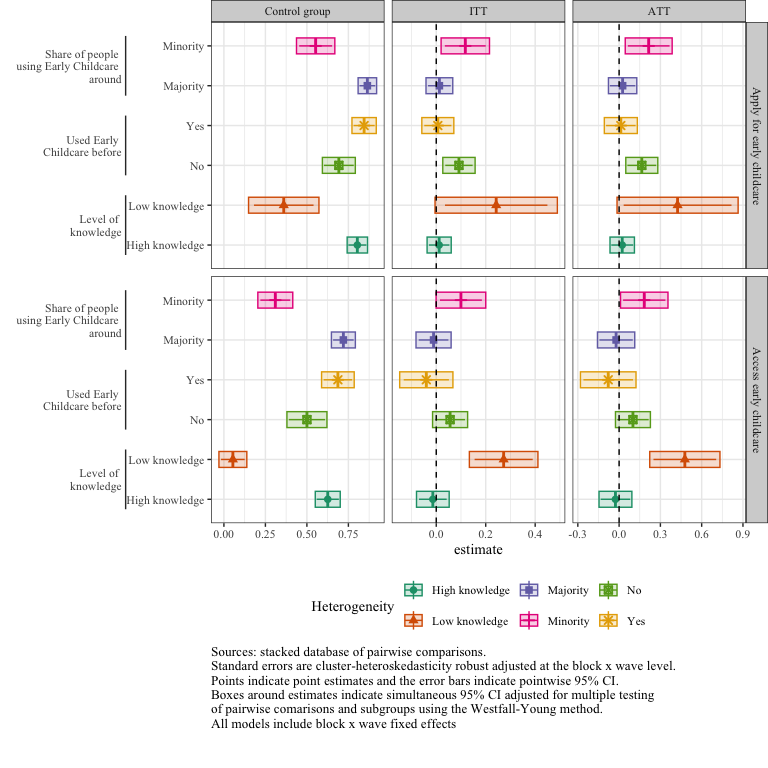 Control group
ITT
ATT
Share of people
using Early Childcare
around
Minority
Majority
Used Early
Childcare before
Yes
No
Level of
knowledge
Low knowledge
High knowledge
Apply for early childcare
Share of people
using Early Childcare
around
Minority
Majority
Used Early
Childcare before
Yes
No
Level of
knowledge
Low knowledge
High knowledge
Access early childcare
0.00 0.25 0.50 0.75
0.0 0.2 0.4
-0.3 0.0 0.3 0.6 0.9
estimate
Heterogeneity
High knowledge Majority No
Low knowledge Minority Yes
Sources: stacked database of pairwise comparisons.
Standard errors are cluster-heteroskedasticity robust adjusted at the block x wave level.
Points indicate point estimates and the error bars indicate pointwise 95% CI.
Boxes around estimates indicate simultaneous 95% CI adjusted for multiple testing
of pairwise comarisons and subgroups using the Westfall-Young method.
All models include block x wave fixed effects